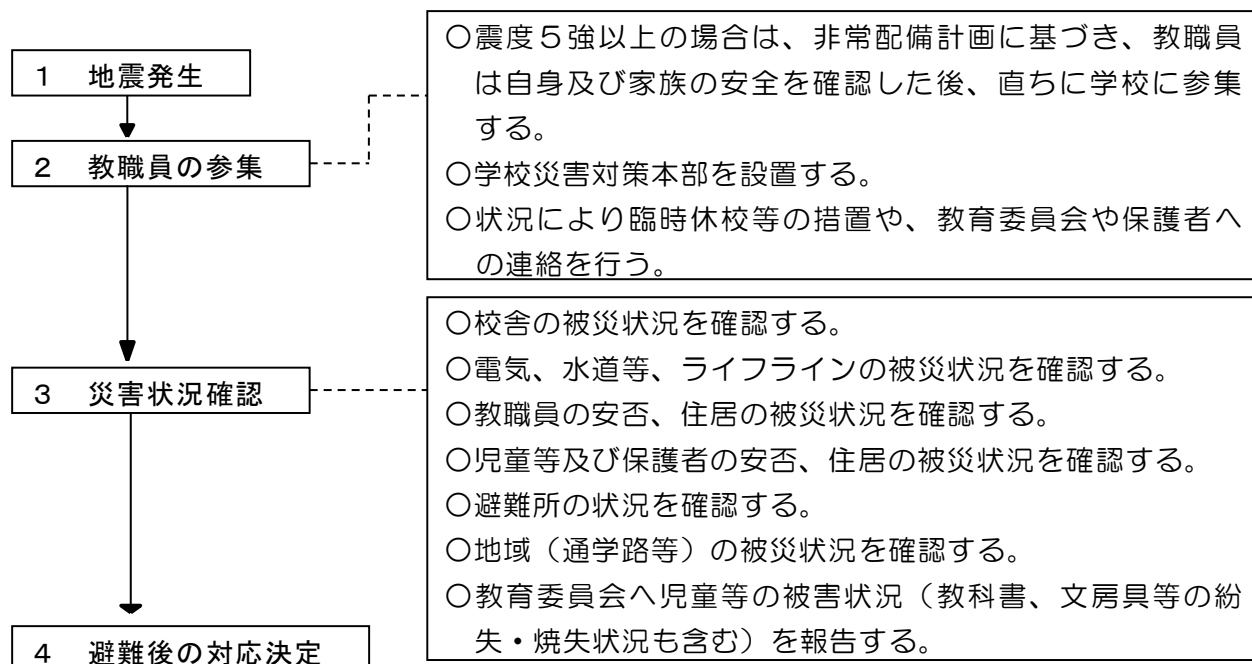 1 地震発生
2 教職員の参集
○震度５強以上の場合は、非常配備計画に基づき、教職員
は自身及び家族の安全を確認した後、直ちに学校に参集
する。
○学校災害対策本部を設置する。
○状況により臨時休校等の措置や、教育委員会や保護者へ
の連絡を行う。
3 災害状況確認
○校舎の被災状況を確認する。
○電気、水道等、ライフラインの被災状況を確認する。
○教職員の安否、住居の被災状況を確認する。
○児童等及び保護者の安否、住居の被災状況を確認する。
○避難所の状況を確認する。
○地域（通学路等）の被災状況を確認する。
○教育委員会へ児童等の被害状況（教科書、文房具等の紛
失・焼失状況も含む）を報告する。
4 避難後の対応決定